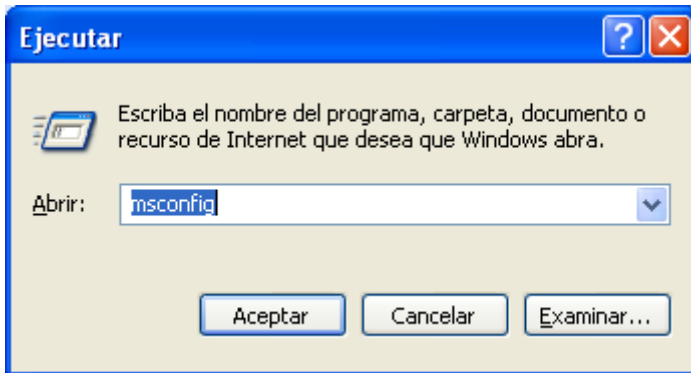 Ejecutar
Escriba el nombre del programa, carpeta, documento o
recurso de Internet que desea que Windows abra.
Abrir: msconfig
Aceptar Cancelar Examinar...